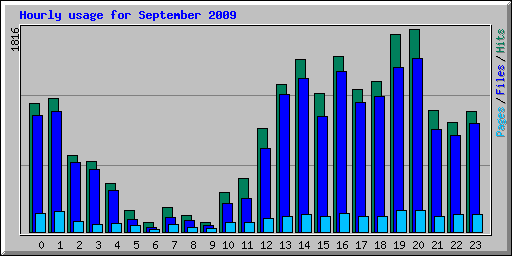 Hourly usage for September 2009
1816
Pages / Files / Hits
0 1 2 3 4 5 6 7 8 9 10 11 12 13 14 15 16 17 18 19 20 21 22 23